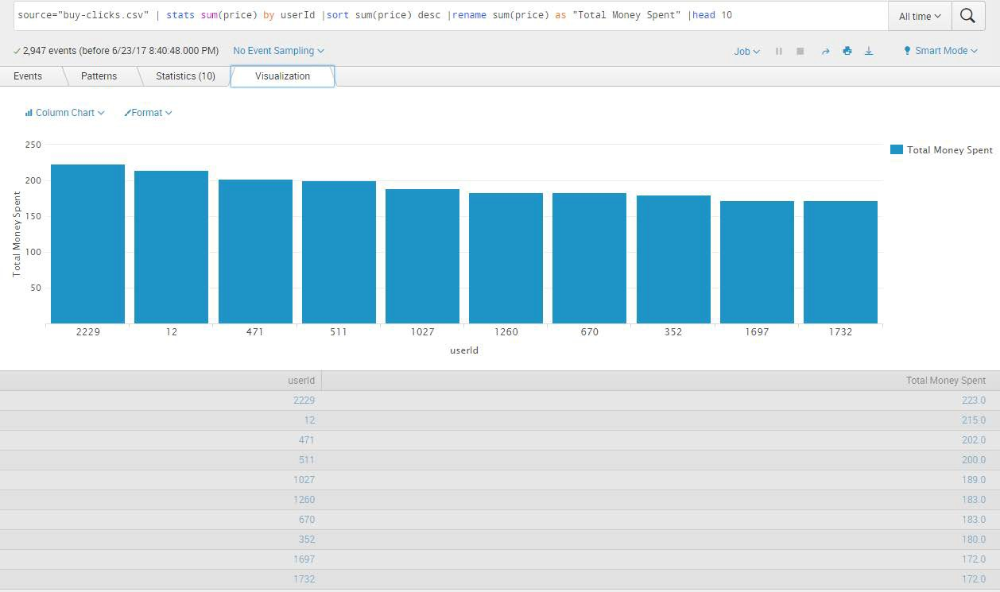 source="buy-clicks.csv" | stats sum(price) by userId |sort sum(price) desc |rename sum(price) as "Total Money Spent" |head 10
All time
2,947 events (before 6/23/17 8:40:48.000 PM)
No Event Sampling
Job
Smart Mode
Events
Patterns
Statistics (10)
Visualization
Column Chart
Format
250
200
150
100
50
Total Money Spent
Total Money Spent
2229 12 471 511 1027 1260 670 352 1697 1732
userId
userId Total Money Spent
2229 223.0
12 215.0
471 202.0
511 200.0
1027 189.0
1260 183.0
670 183.0
352 180.0
1697 172.0
1732 172.0